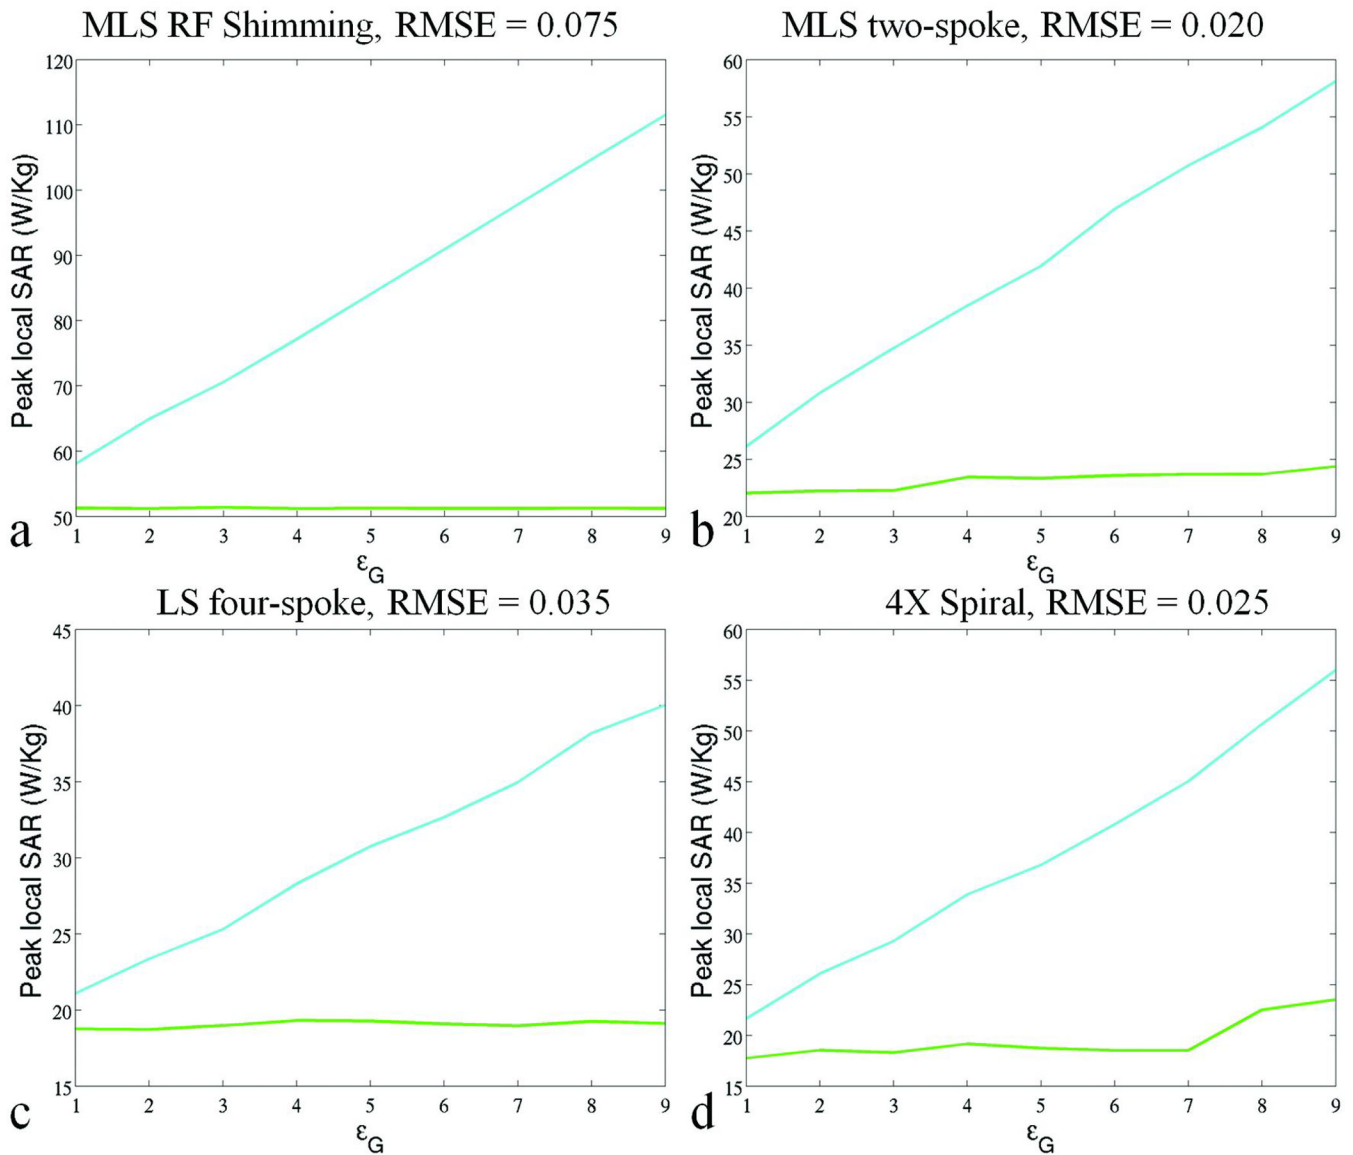 MLS RF Shimming, RMSE = 0.075
Peak local SAR (W/Kg)
120
110
100
90
80
70
60
50
1 2 3 4 5 6 7 8 9
εG
a
MLS two-spoke, RMSE = 0.020
Peak local SAR (W/Kg)
60
55
50
45
40
35
30
25
20
1 2 3 4 5 6 7 8 9
εG
b
LS four-spoke, RMSE = 0.035
Peak local SAR (W/Kg)
45
40
35
30
25
20
15
1 2 3 4 5 6 7 8 9
εG
c
4X Spiral, RMSE = 0.025
Peak local SAR (W/Kg)
60
55
50
45
40
35
30
25
20
15
1 2 3 4 5 6 7 8 9
εG
d